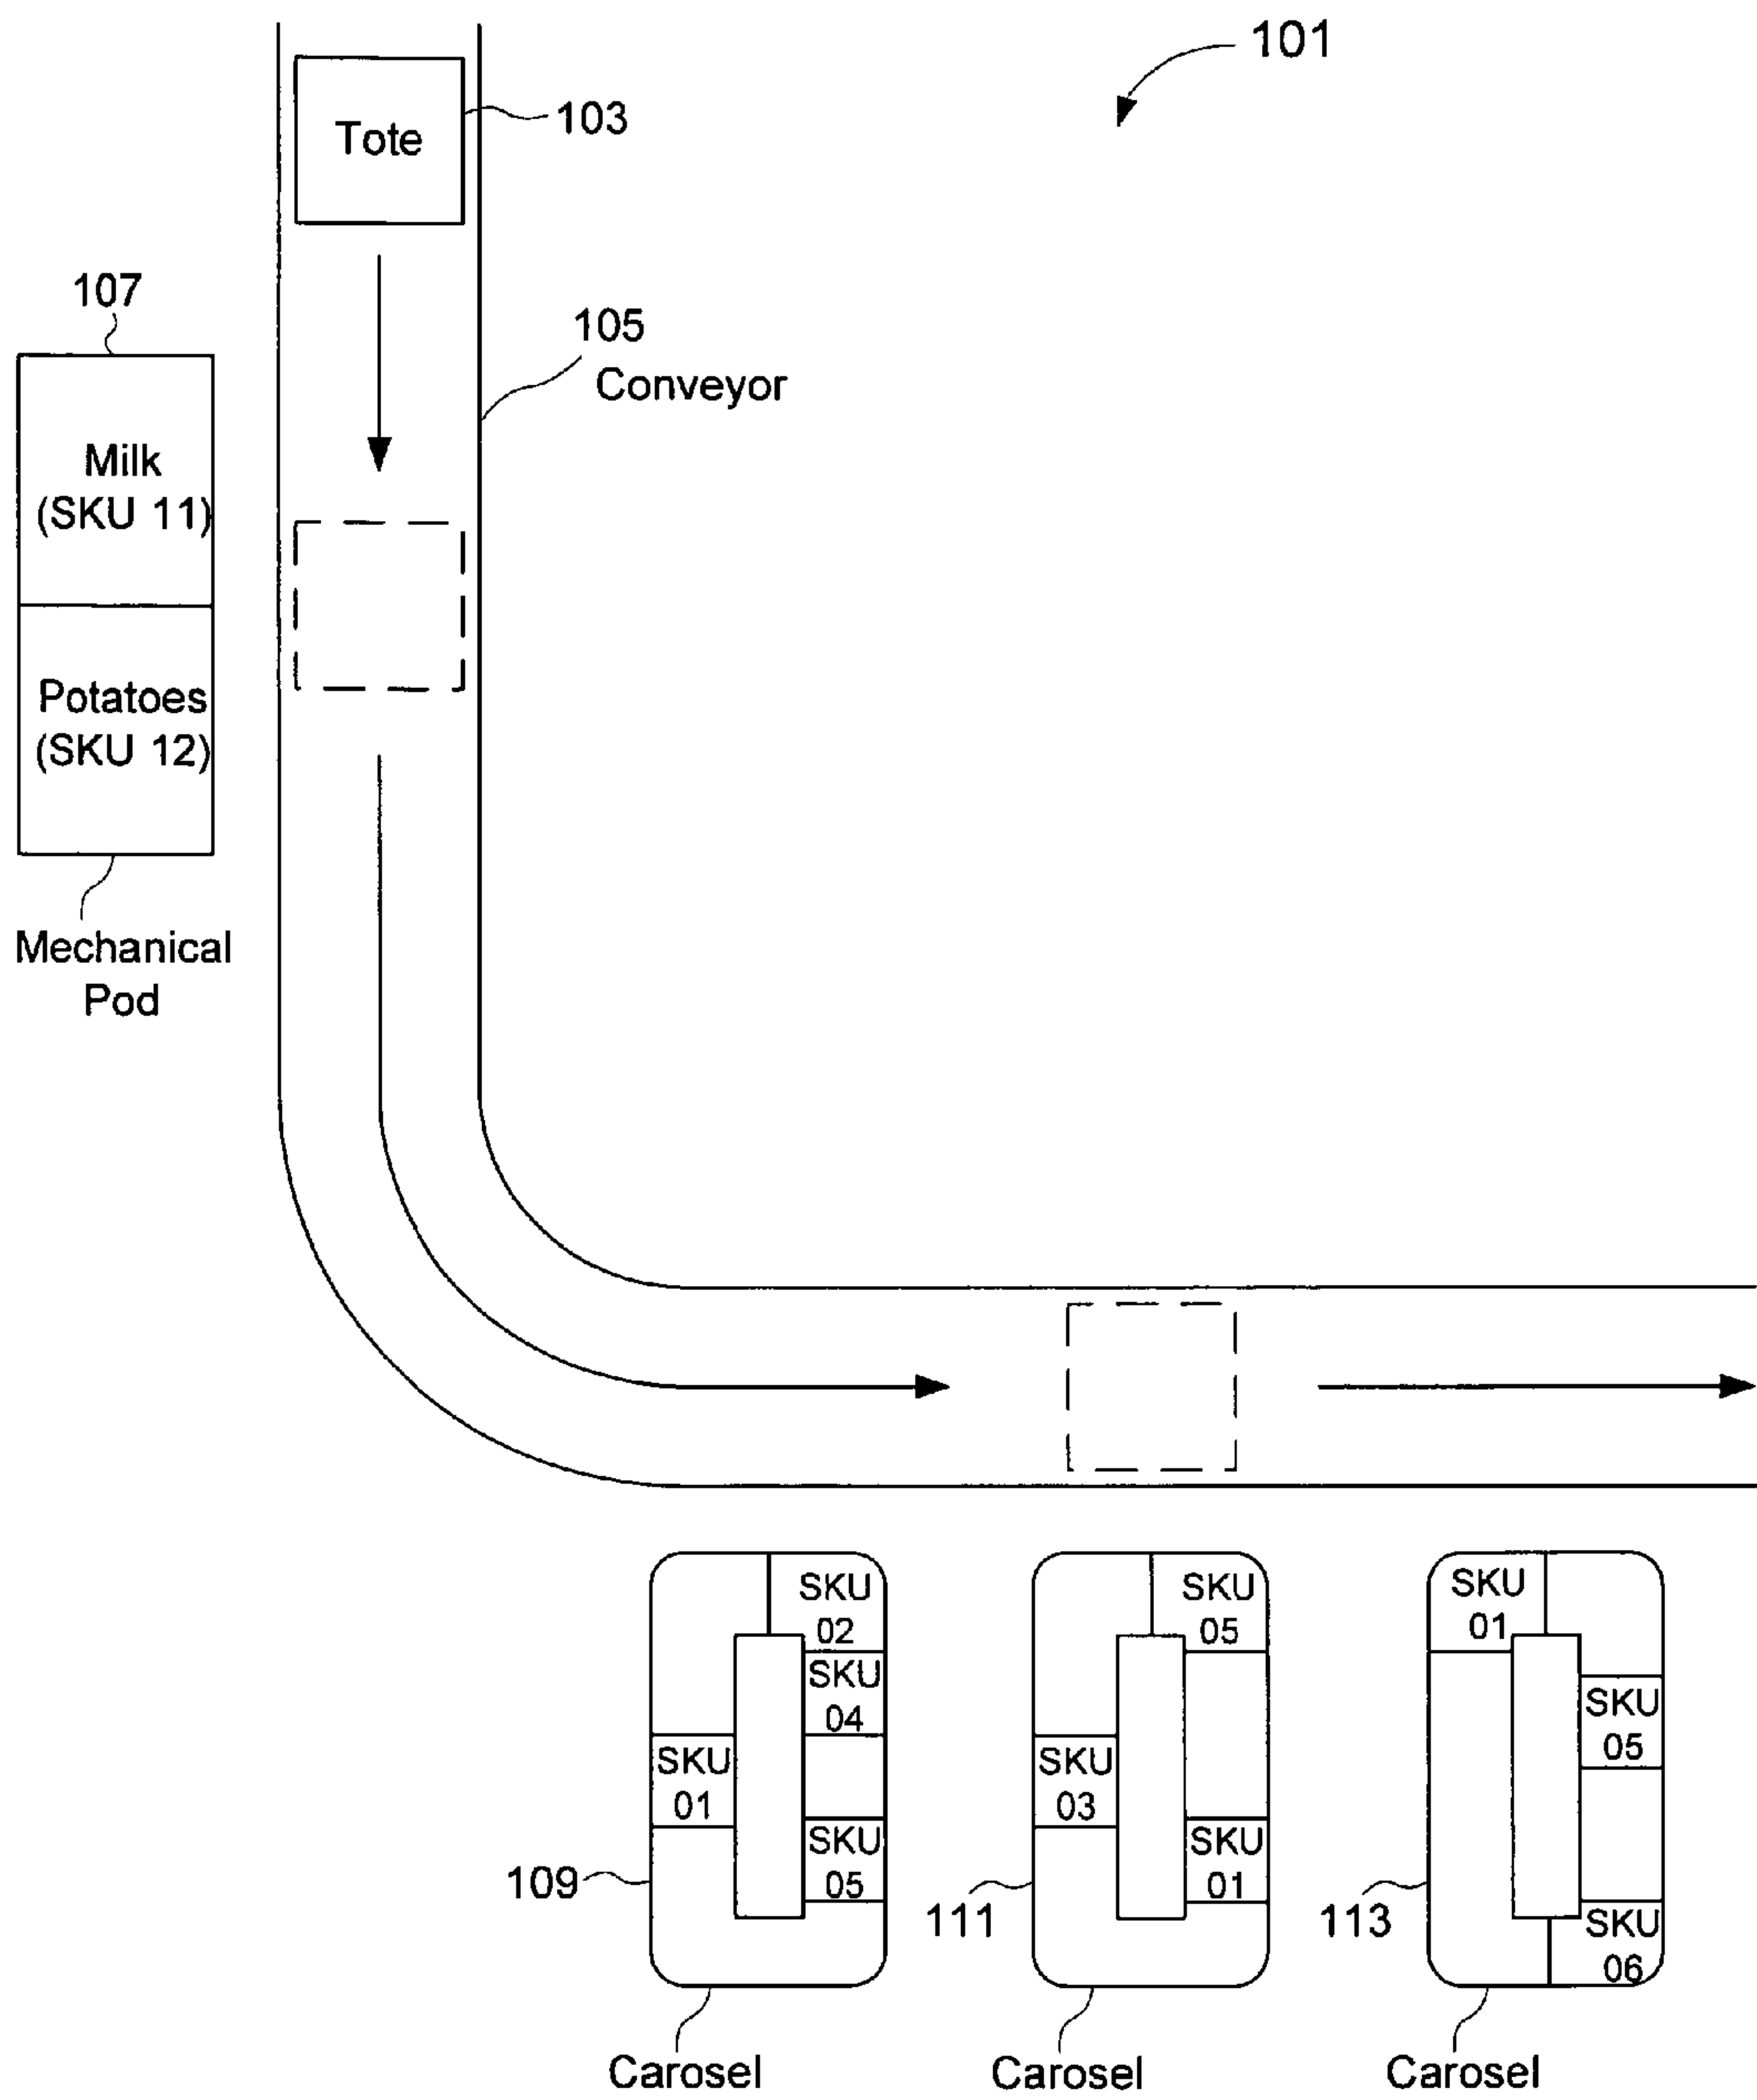 101
Tote
103
107
105
Conveyor
Milk
(SKU 11)
Potatoes
(SKU 12)
Mechanical
Pod
SKU
02
SKU
04
SKU
01
SKU
05
109
Carosel
SKU
05
SKU
03
SKU
01
111
Carosel
SKU
01
SKU
05
SKU
06
113
Carosel